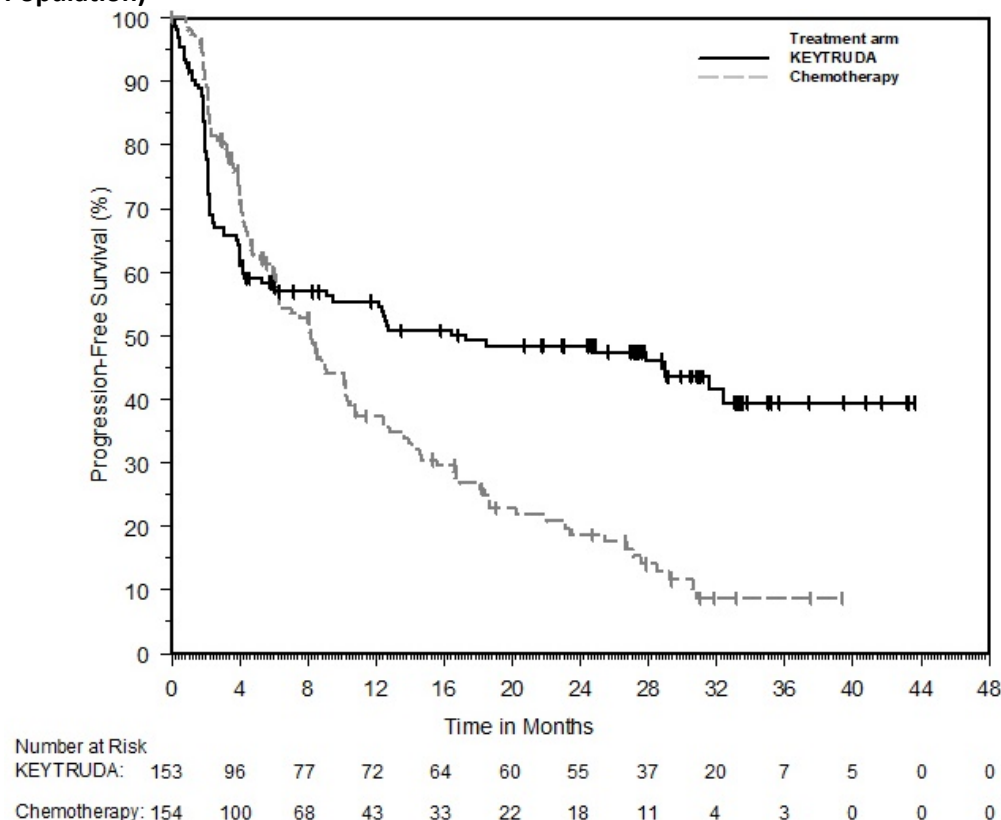 Population)
Treatment arm
KEYTRUDA
Chemotherapy
Progression-Free Survival (%)
100
90
80
70
60
50
40
30
20
10
0
0 4 8 12 16 20 24 28 32 36 40 44 48
Time in Months
Number at Risk
KEYTRUDA: 153 96 77 72 64 60 55 37 20 7 5 0 0
Chemotherapy: 154 100 68 43 33 22 18 11 4 3 0 0 0